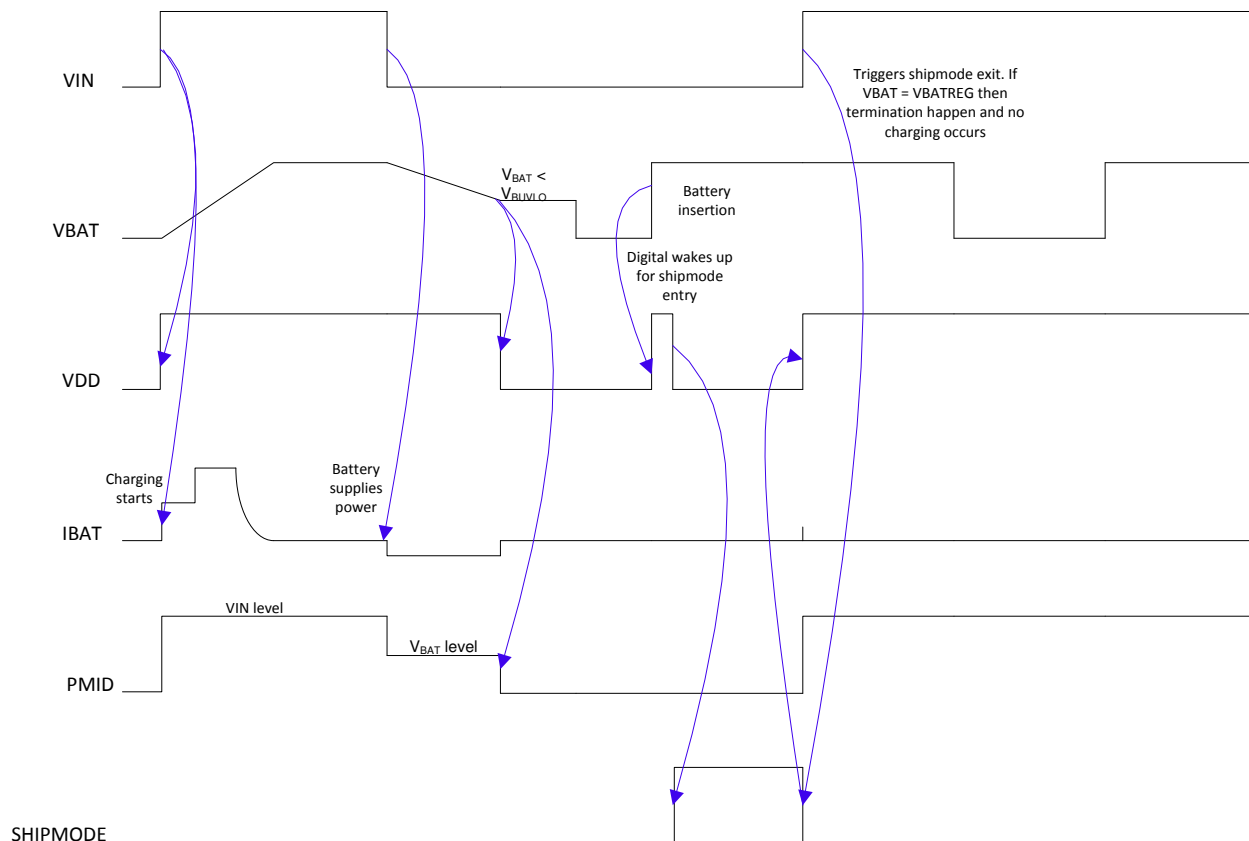 VIN
Triggers shipmode exit. If
VBAT = VBATREG then
termination happen and no
charging occurs
VBAT
VBAT <
VBUVLO
Battery
insertion
Digital wakes up
for shipmode
entry
VDD
Charging
starts
Battery
supplies
power
IBAT
VIN level
VBAT level
PMID
SHIPMODE